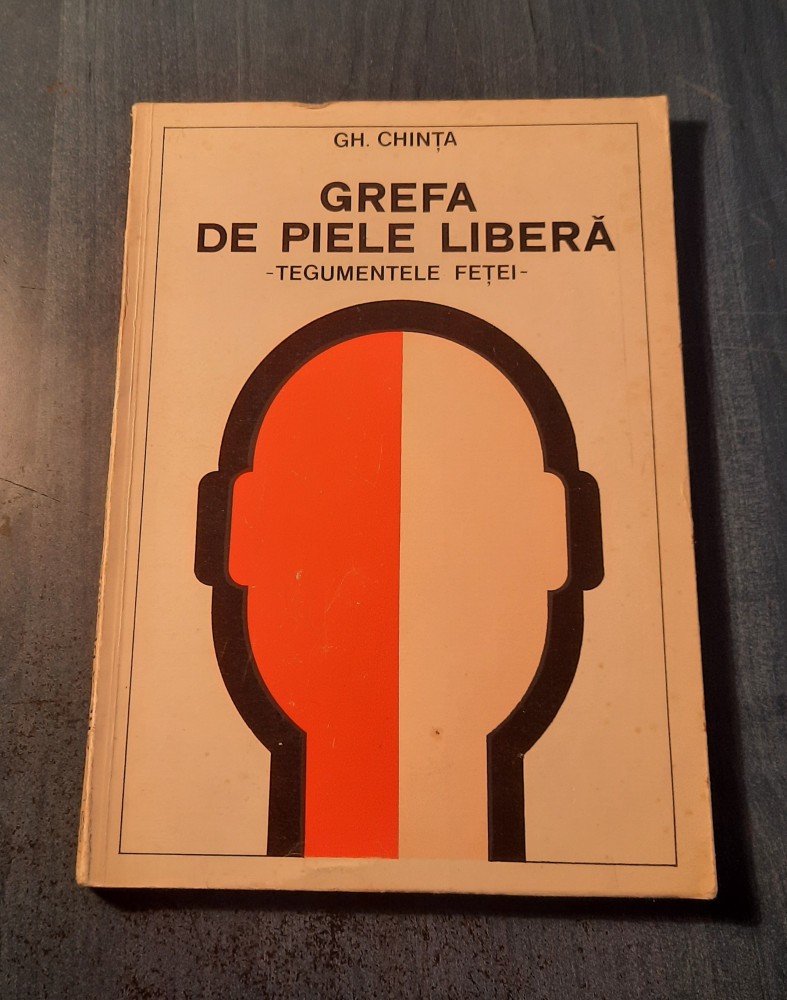 GH. CHINȚA
GREFA
DE PIELE LIBERĂ
-TEGUMENTELE FEȚEI-